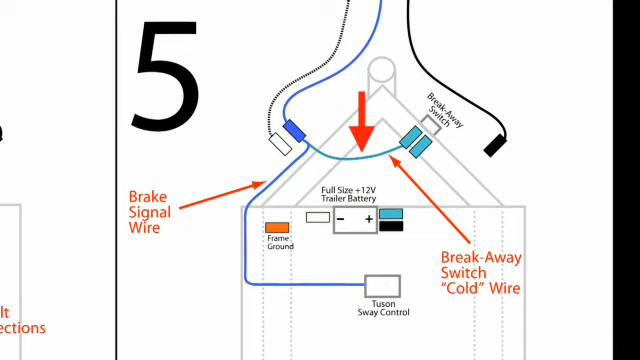 5
Break-Away
Switch
Brake
Signal
Wire
Full Size +12V
Trailer Battery
- +
Frame
Ground
Break-Away
Switch
"Cold" Wire
Tuson
Sway Control
lt
ections